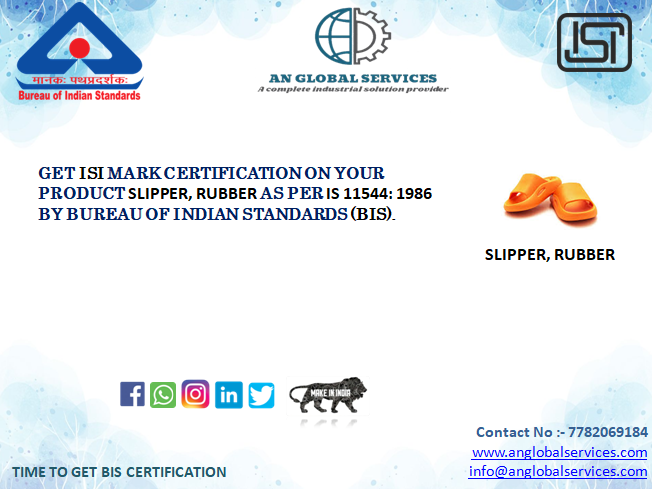 मानकः पथप्रदर्शकः
Bureau of Indian Standards
AN GLOBAL SERVICES
A complete industrial solution provider
ISI
GET ISI MARK CERTIFICATION ON YOUR
PRODUCT SLIPPER, RUBBER AS PER IS 11544: 1986
BY BUREAU OF INDIAN STANDARDS (BIS).
SLIPPER, RUBBER
MAKE IN INDIA
Contact No :- 7782069184
www.anglobalservices.com
info@anglobalservices.com
TIME TO GET BIS CERTIFICATION